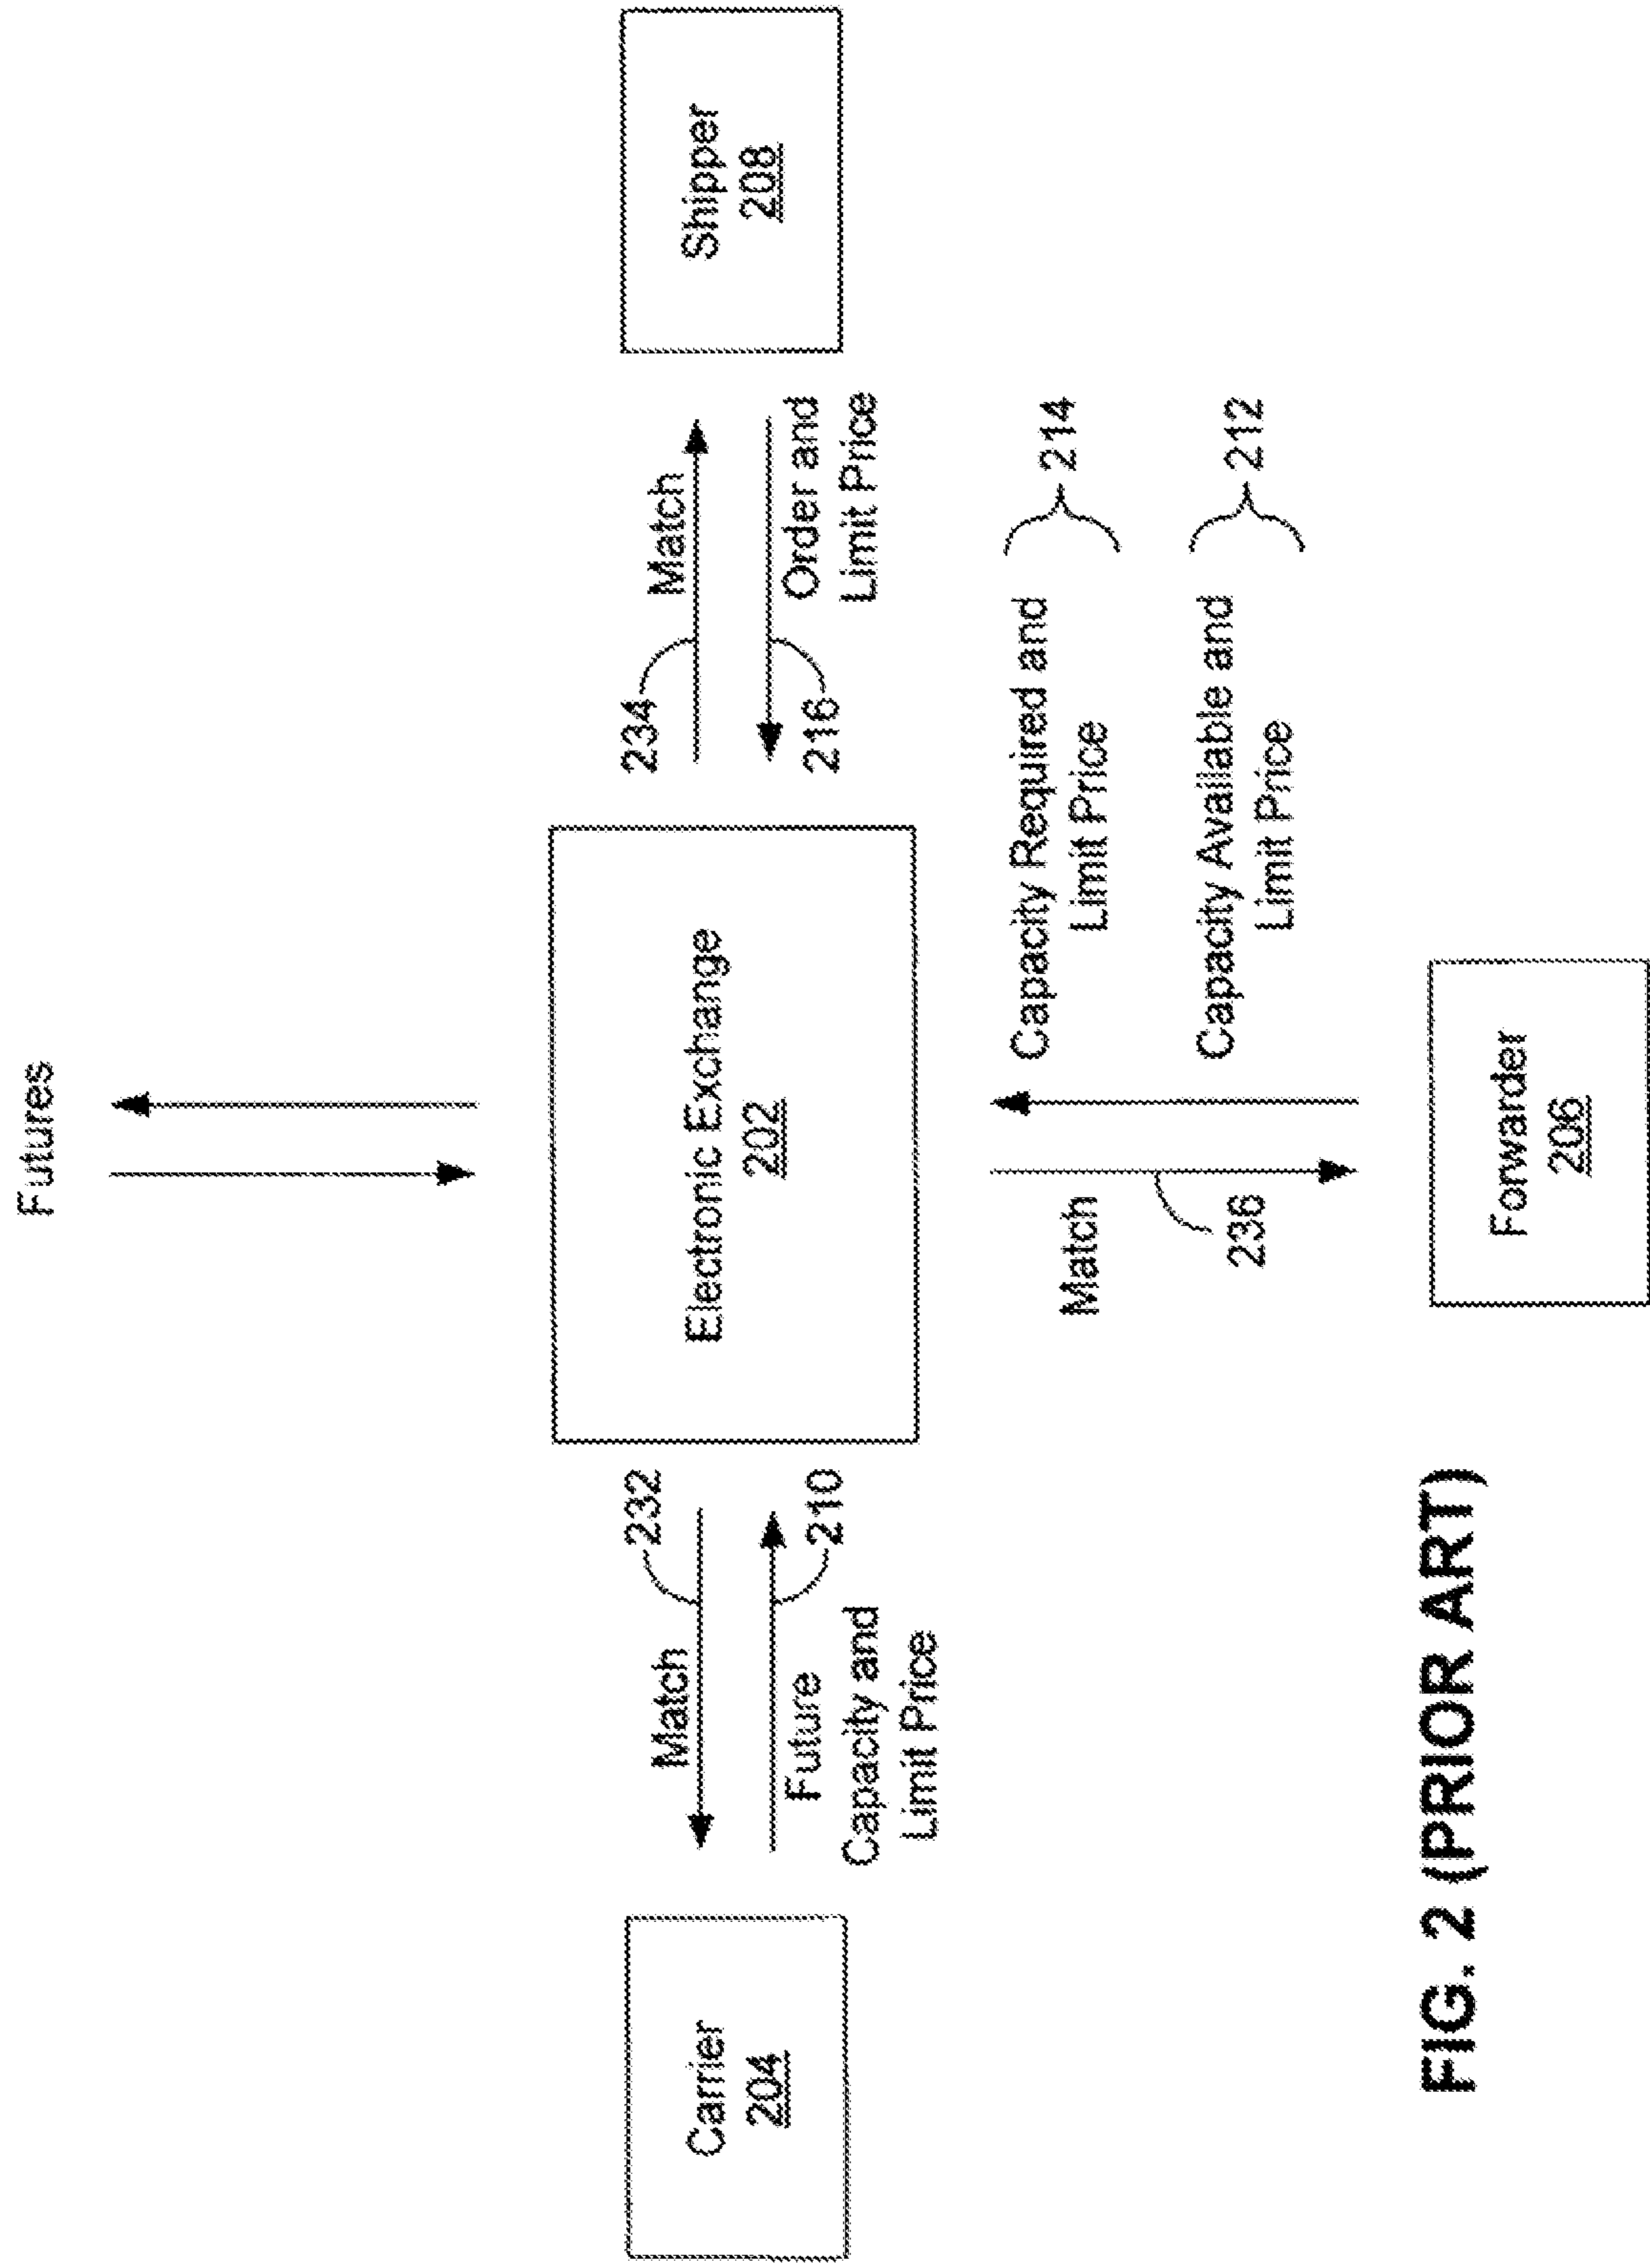 Futures
Carrier
204
232
Match
210
Future
Capacity and
Limit Price
Electronic Exchange
202
234
Match
216
Order and
Limit Price
Shipper
208
Match
236
Capacity Required and
Limit Price
214
Capacity Available and
Limit Price
212
Forwarder
206
FIG. 2 (PRIOR ART)